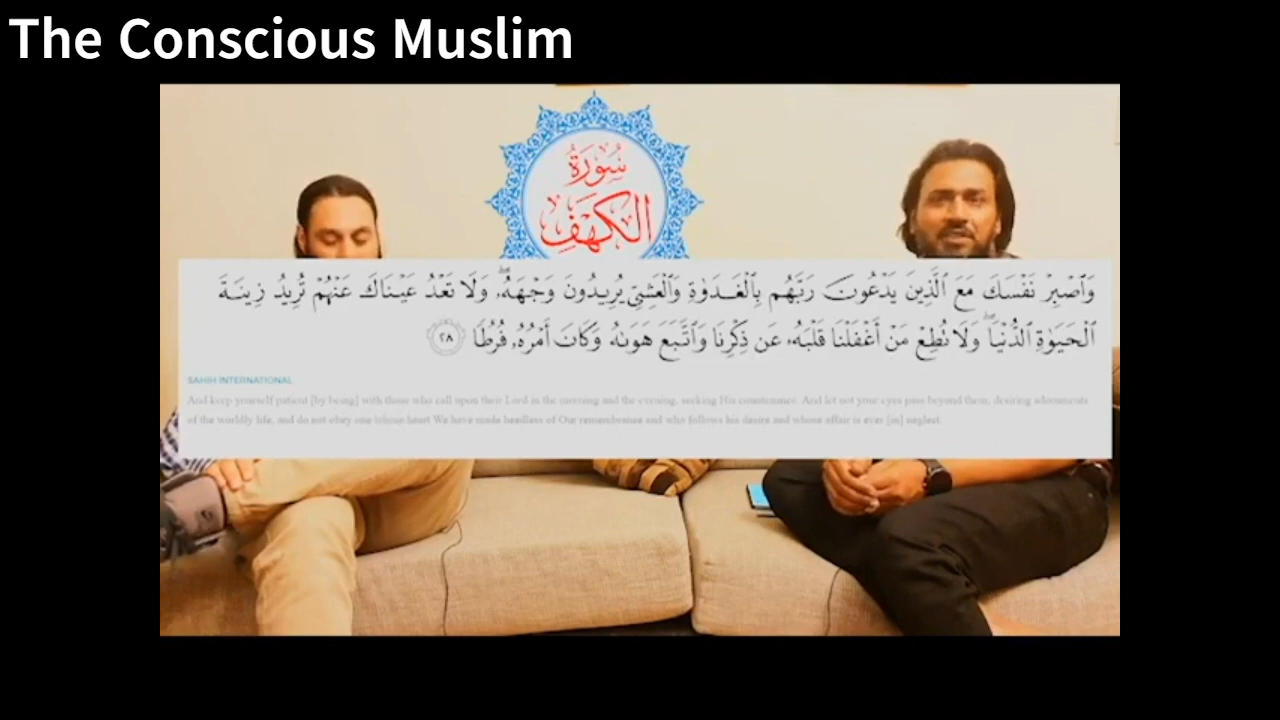 The Conscious Muslim
سُورَةُ
الكَهْفِ
وَٱصْبِرْ نَفْسَكَ مَعَ ٱلَّذِينَ يَدْعُونَ رَبَّهُم بِٱلْغَدَوٰةِ وَٱلْعَشِىِّ يُرِيدُونَ وَجْهَهُۥ ۖ وَلَا تَعْدُ عَيْنَاكَ عَنْهُمْ تُرِيدُ زِينَةَ
ٱلْحَيَوٰةِ ٱلدُّنْيَا ۖ وَلَا تُطِعْ مَنْ أَغْفَلْنَا قَلْبَهُۥ عَن ذِكْرِنَا وَٱتَّبَعَ هَوَىٰهُ وَكَانَ أَمْرُهُۥ فُرُطًا ٢٨
SAHIH INTERNATIONAL
And keep yourself patient [by being] with those who call upon their Lord in the morning and the evening, seeking His countenance. And let not your eyes pass beyond them, desiring adornments
of the worldly life, and do not obey one whose heart We have made heedless of Our remembrance and who follows his desire and whose affair is ever [in] neglect.